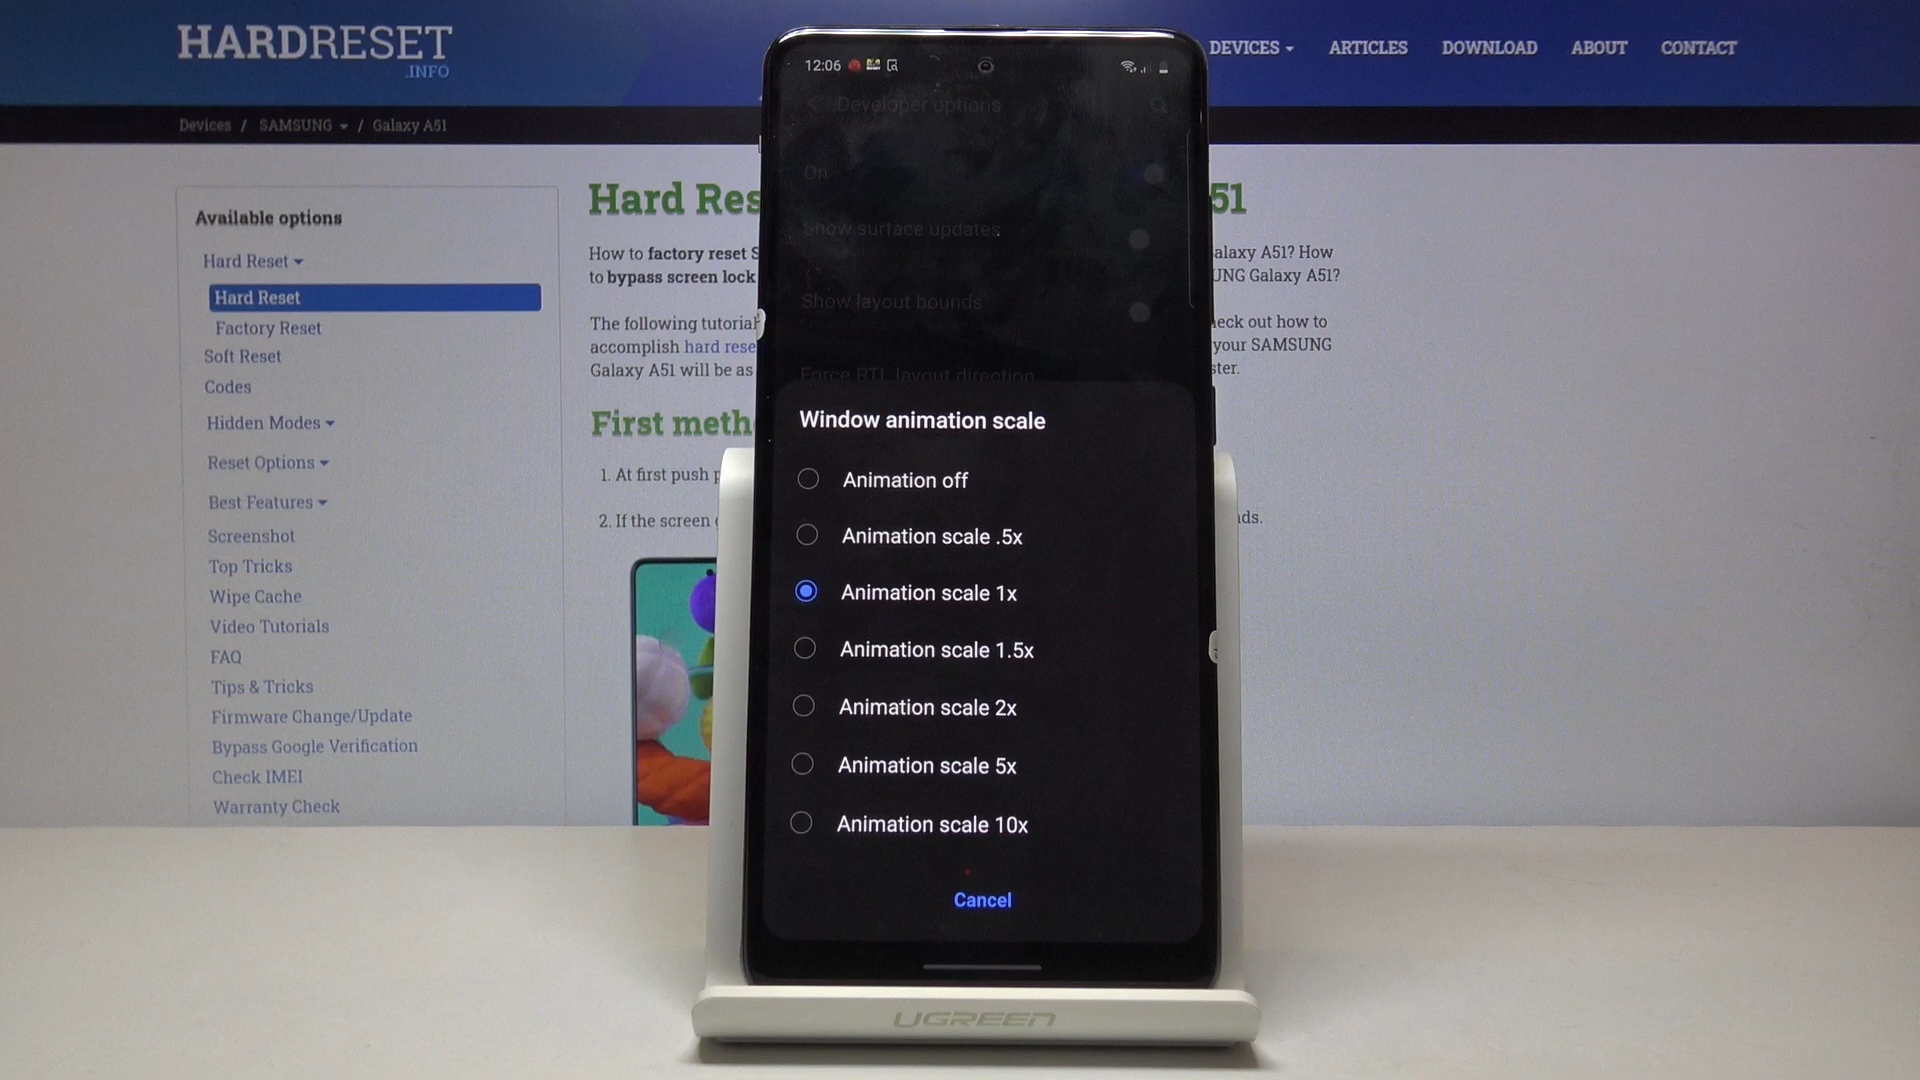 HARDRESET
.INFO
DEVICES
ARTICLES
DOWNLOAD
ABOUT
CONTACT
Devices / SAMSUNG / Galaxy A51
Available options
Hard Reset
Hard Reset
Factory Reset
Soft Reset
Codes
Hidden Modes
Reset Options
Best Features
Screenshot
Top Tricks
Wipe Cache
Video Tutorials
FAQ
Tips & Tricks
Firmware Change/Update
Bypass Google Verification
Check IMEI
Warranty Check
Hard Res
51
How to factory reset S
alaxy A51? How
to bypass screen lock
UNG Galaxy A51?
The following tutorial
eck out how to
accomplish hard rese
your SAMSUNG
Galaxy A51 will be as
ster.
First meth
1. At first push p
2. If the screen
ds.
12:06
Developer options
On
Show surface updates
Show layout bounds
Force RTL layout direction
Window animation scale
Animation off
Animation scale .5x
Animation scale 1x
Animation scale 1.5x
Animation scale 2x
Animation scale 5x
Animation scale 10x
Cancel
UGREEN